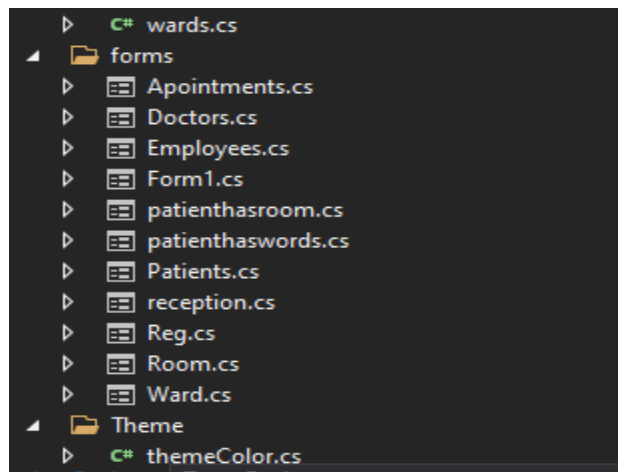 C# wards.cs
forms
Apointments.cs
Doctors.cs
Employees.cs
Form1.cs
patienthasroom.cs
patienthaswords.cs
Patients.cs
reception.cs
Reg.cs
Room.cs
Ward.cs
Theme
C# themeColor.cs